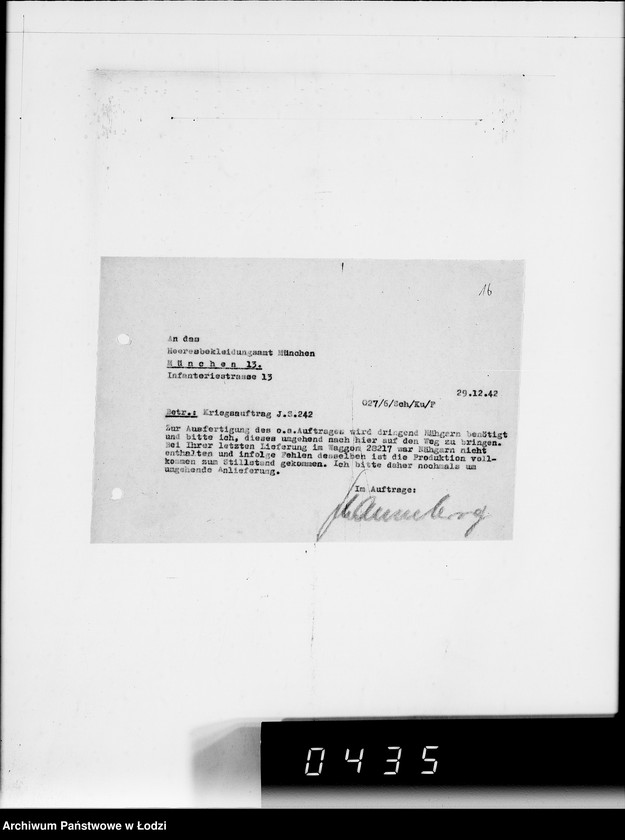 16
An das
Heeresbekleidungsamt München
München 13.
Infanteriestrasse 13
29.12.42
027/6/Sch/Ku/F
Betr.: Kriegsauftrag J.S.242
Zur Ausfertigung des o.a.Auftrages wird dringend Nähgarn benötigt
und bitte ich, dieses umgehend nach hier auf den Weg zu bringen.
Bei Ihrer letzten Lieferung im Waggon 28217 war Nähgarn nicht
enthalten und infolge Fehlen desselben ist die Produktion voll-
kommen zum Stillstand gekommen. Ich bitte daher nochmals um
umgehende Anlieferung.
Im Auftrage:
0435
Archiwum Państwowe w Łodzi